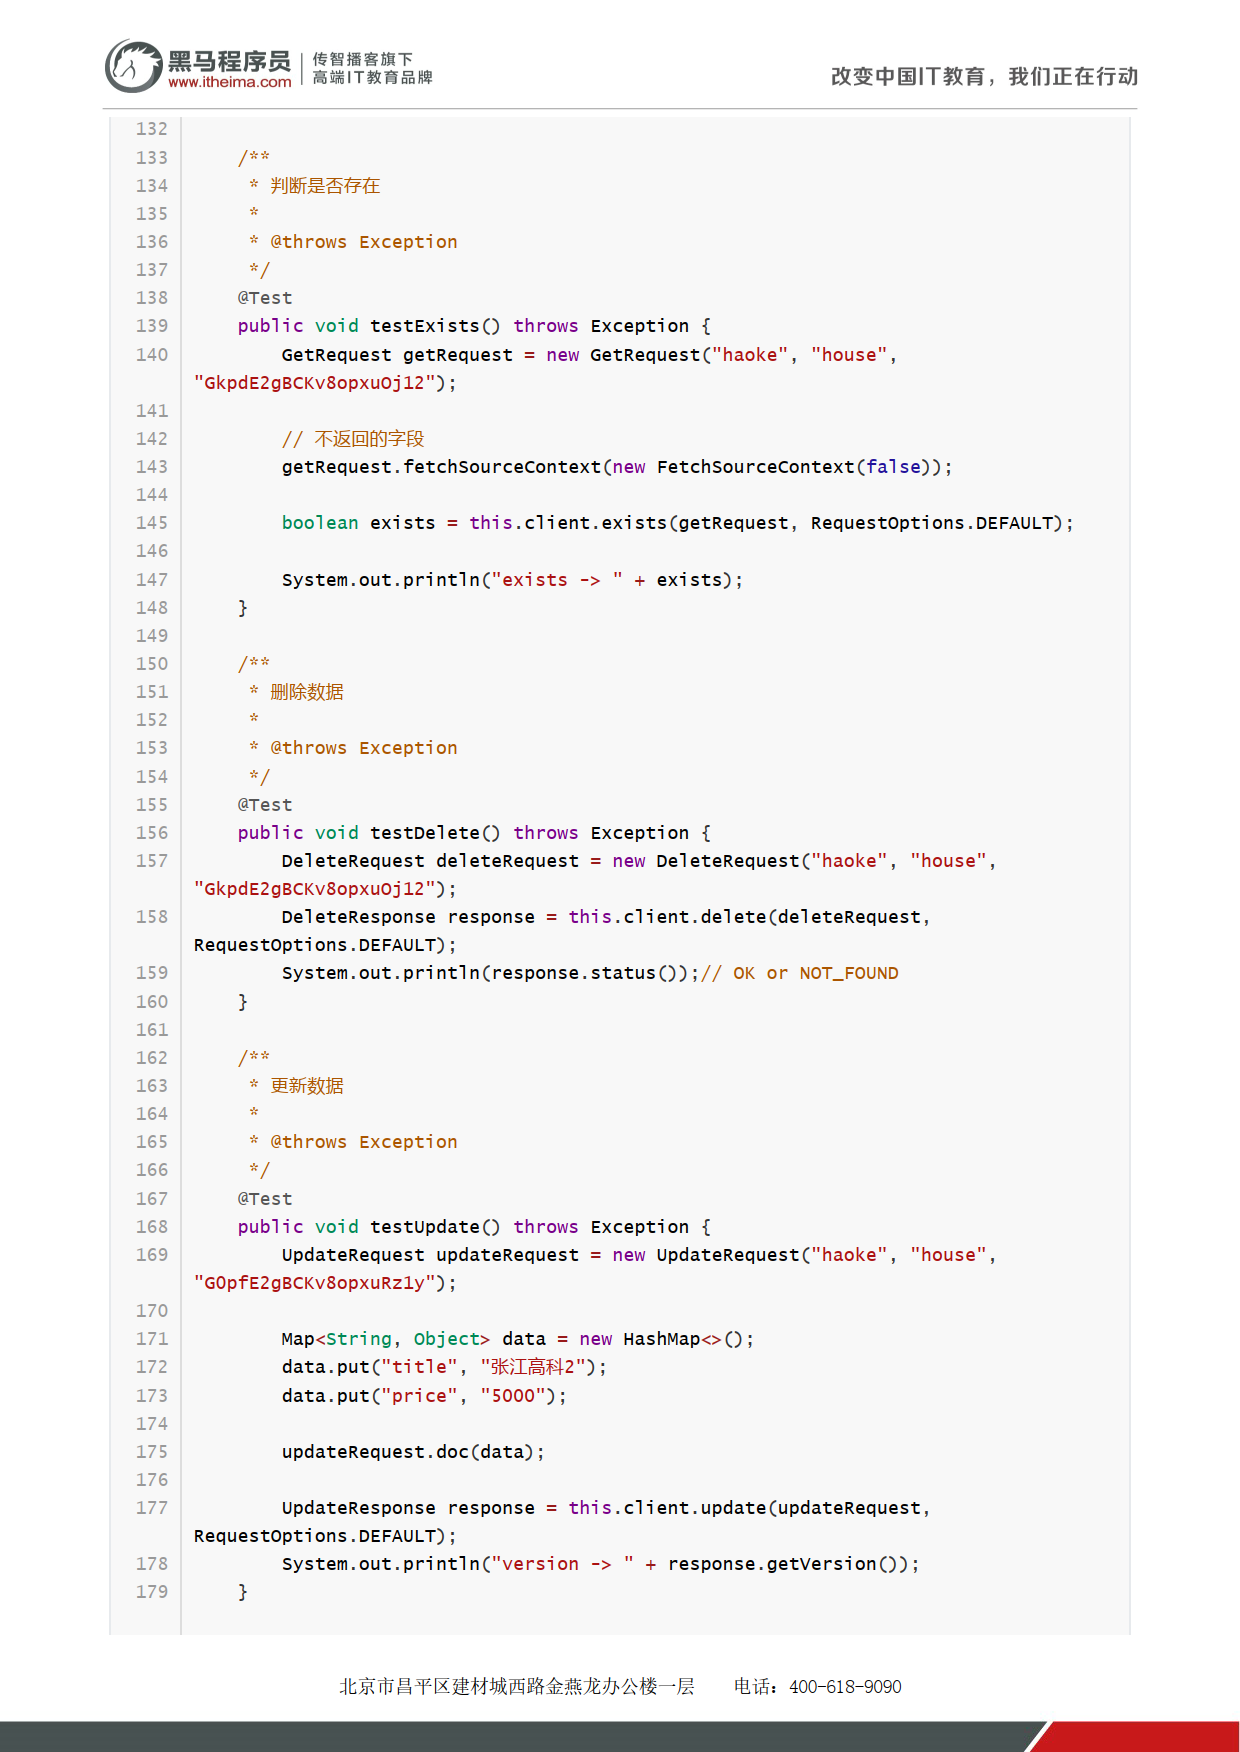 黑马程序员
www.itheima.com
传智播客旗下
高端IT教育品牌
改变中国IT教育，我们正在行动
132
133     /**
134      * 判断是否存在
135      *
136      * @throws Exception
137      */
138     @Test
139     public void testExists() throws Exception {
140         GetRequest getRequest = new GetRequest("haoke", "house",
"GkpdE2gBCKv8opxuOj12");
141
142         // 不返回的字段
143         getRequest.fetchSourceContext(new FetchSourceContext(false));
144
145         boolean exists = this.client.exists(getRequest, RequestOptions.DEFAULT);
146
147         System.out.println("exists -> " + exists);
148     }
149
150     /**
151      * 删除数据
152      *
153      * @throws Exception
154      */
155     @Test
156     public void testDelete() throws Exception {
157         DeleteRequest deleteRequest = new DeleteRequest("haoke", "house",
"GkpdE2gBCKv8opxuOj12");
158         DeleteResponse response = this.client.delete(deleteRequest,
RequestOptions.DEFAULT);
159         System.out.println(response.status());// OK or NOT_FOUND
160     }
161
162     /**
163      * 更新数据
164      *
165      * @throws Exception
166      */
167     @Test
168     public void testUpdate() throws Exception {
169         UpdateRequest updateRequest = new UpdateRequest("haoke", "house",
"GOpfE2gBCKv8opxuRz1y");
170
171         Map<String, Object> data = new HashMap<>();
172         data.put("title", "张江高科2");
173         data.put("price", "5000");
174
175         updateRequest.doc(data);
176
177         UpdateResponse response = this.client.update(updateRequest,
RequestOptions.DEFAULT);
178         System.out.println("version -> " + response.getVersion());
179     }
北京市昌平区建材城西路金燕龙办公楼一层 电话：400-618-9090